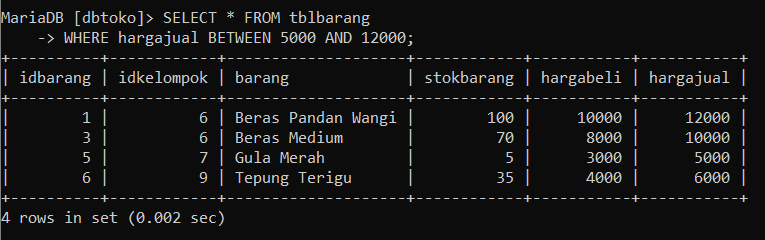 MariaDB [dbtoko]> SELECT * FROM tblbarang
    -> WHERE hargajual BETWEEN 5000 AND 12000;
+----------+------------+--------------------+------------+-----------+-----------+
| idbarang | idkelompok | barang             | stokbarang | hargabeli | hargajual |
+----------+------------+--------------------+------------+-----------+-----------+
|        1 |          6 | Beras Pandan Wangi |        100 |     10000 |     12000 |
|        3 |          6 | Beras Medium       |         70 |      8000 |     10000 |
|        5 |          7 | Gula Merah         |          5 |      3000 |      5000 |
|        6 |          9 | Tepung Terigu      |         35 |      4000 |      6000 |
+----------+------------+--------------------+------------+-----------+-----------+
4 rows in set (0.002 sec)